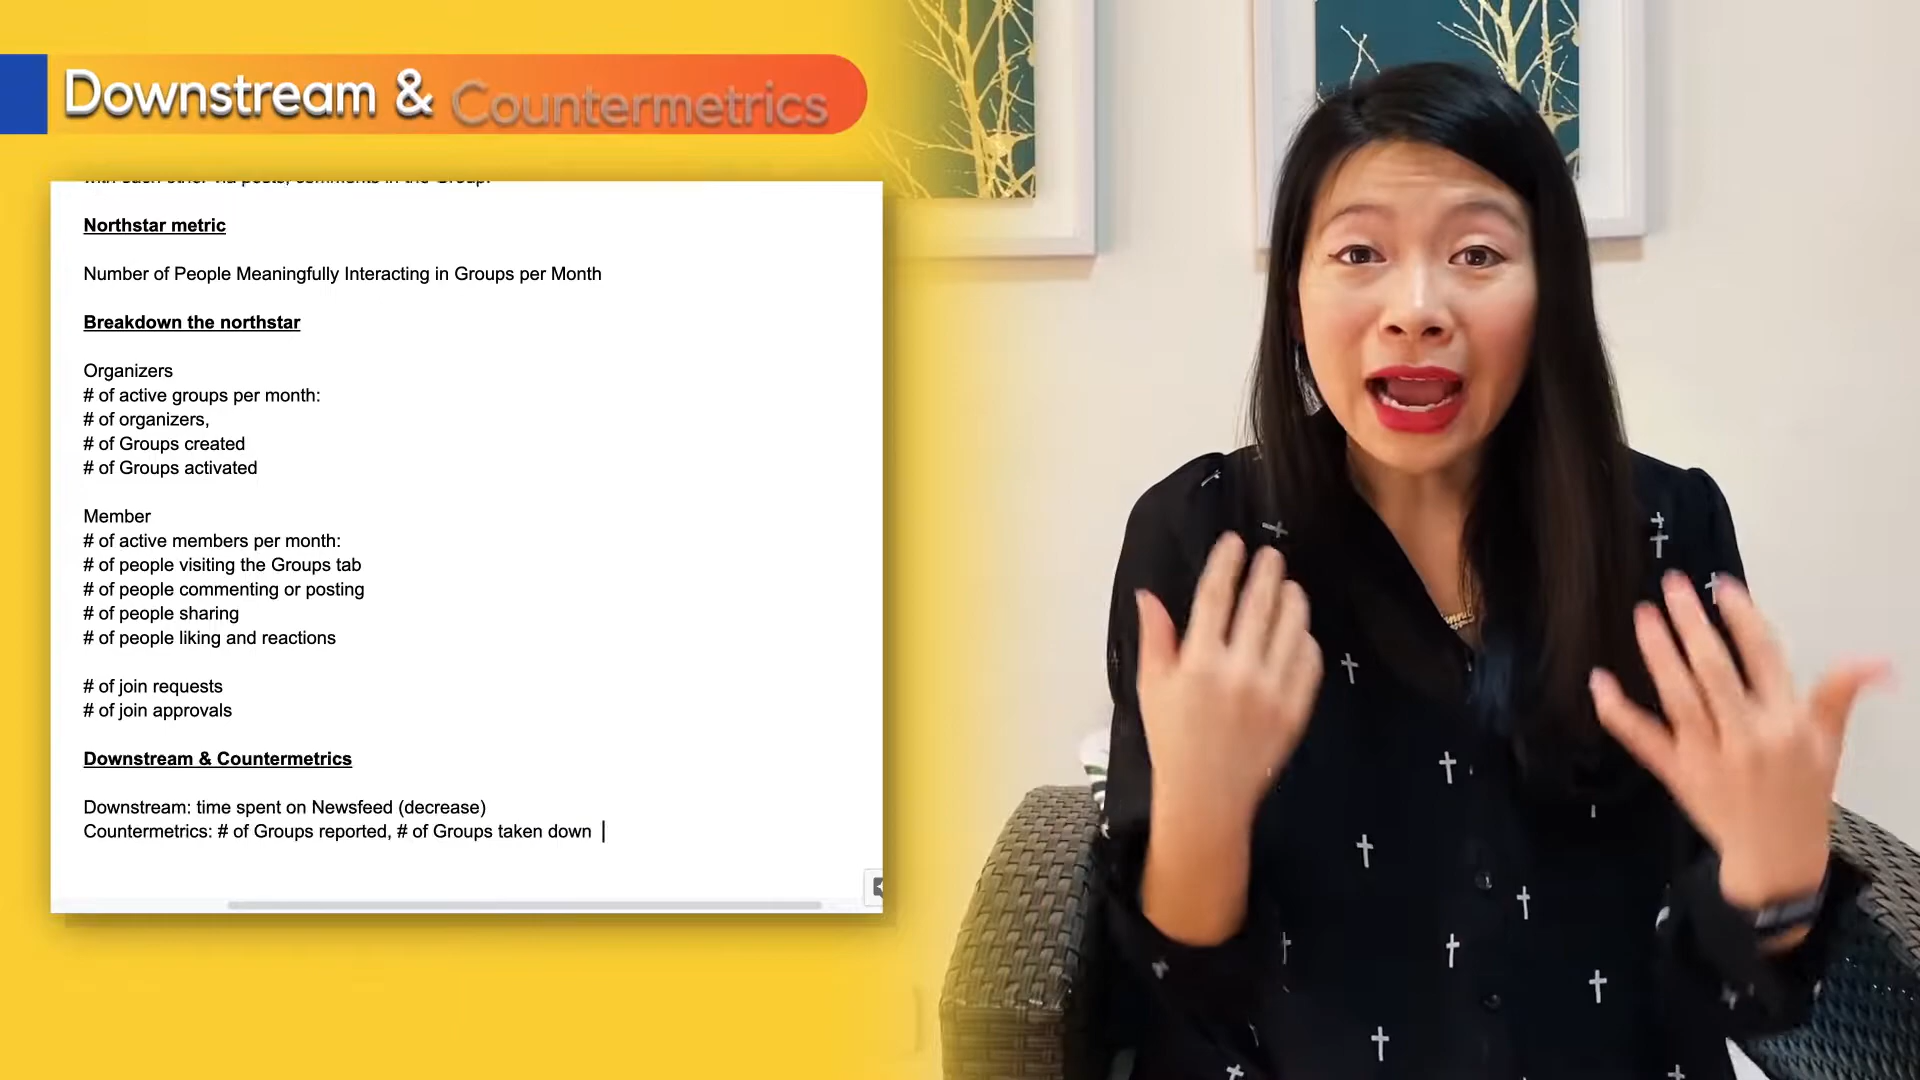 Downstream & Countermetrics
Northstar metric
Number of People Meaningfully Interacting in Groups per Month
Breakdown the northstar
Organizers
# of active groups per month:
# of organizers,
# of Groups created
# of Groups activated
Member
# of active members per month:
# of people visiting the Groups tab
# of people commenting or posting
# of people sharing
# of people liking and reactions
# of join requests
# of join approvals
Downstream & Countermetrics
Downstream: time spent on Newsfeed (decrease)
Countermetrics: # of Groups reported, # of Groups taken down